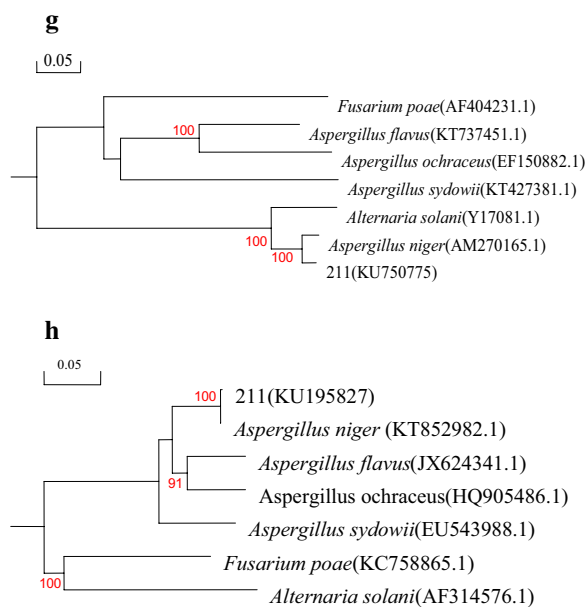 g
0.05
Fusarium poae(AF404231.1)
100
Aspergillus flavus(KT737451.1)
Aspergillus ochraceus(EF150882.1)
Aspergillus sydowii(KT427381.1)
Alternaria solani(Y17081.1)
100
Aspergillus niger(AM270165.1)
100
211(KU750775)
h
0.05
100
211(KU195827)
Aspergillus niger (KT852982.1)
Aspergillus flavus(JX624341.1)
91
Aspergillus ochraceus(HQ905486.1)
Aspergillus sydowii(EU543988.1)
Fusarium poae(KC758865.1)
100
Alternaria solani(AF314576.1)